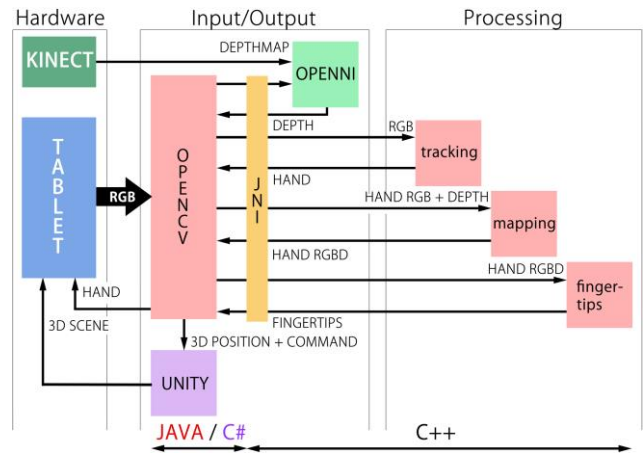 Hardware
Input/Output
Processing
KINECT
DEPTHMAP
OPENNI
TABLET
RGB
OPENCV
JNI
DEPTH
RGB
tracking
HAND
HAND RGB + DEPTH
mapping
HAND RGBD
HAND RGBD
finger-
tips
HAND
FINGERTIPS
3D SCENE
3D POSITION + COMMAND
UNITY
JAVA / C#
C++